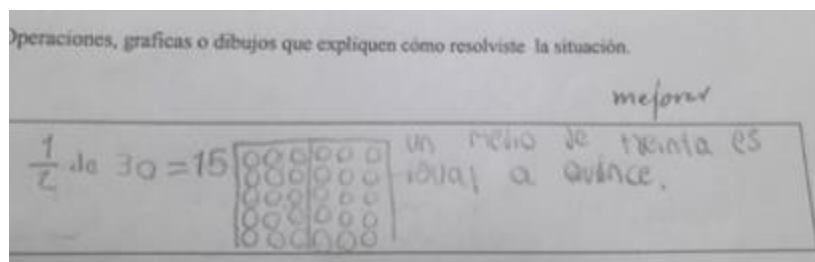 Operaciones, graficas o dibujos que expliquen cómo resolviste la situación.
mejorar
1/2 de 30 = 15 un medio de treinta es
igual a quince.